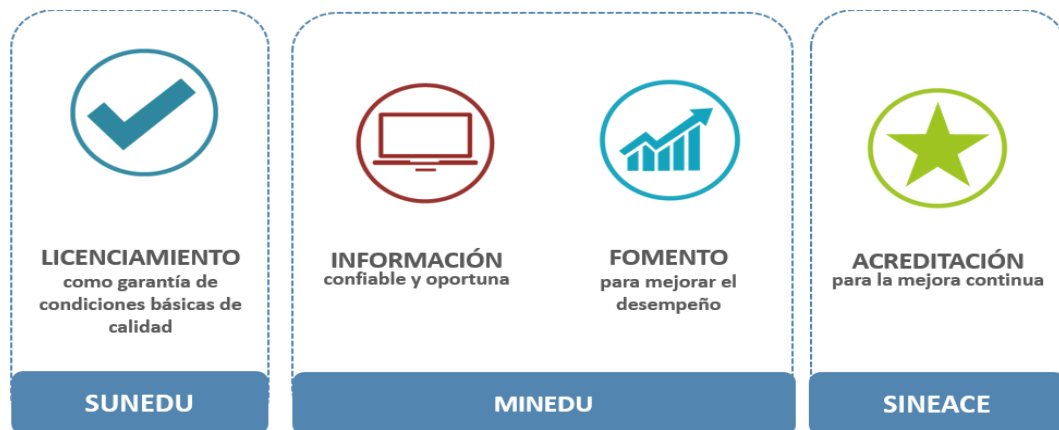 LICENCIAMIENTO
como garantía de
condiciones básicas de
calidad
SUNEDU
INFORMACIÓN
confiable y oportuna
FOMENTO
para mejorar el
desempeño
MINEDU
ACREDITACIÓN
para la mejora continua
SINEACE